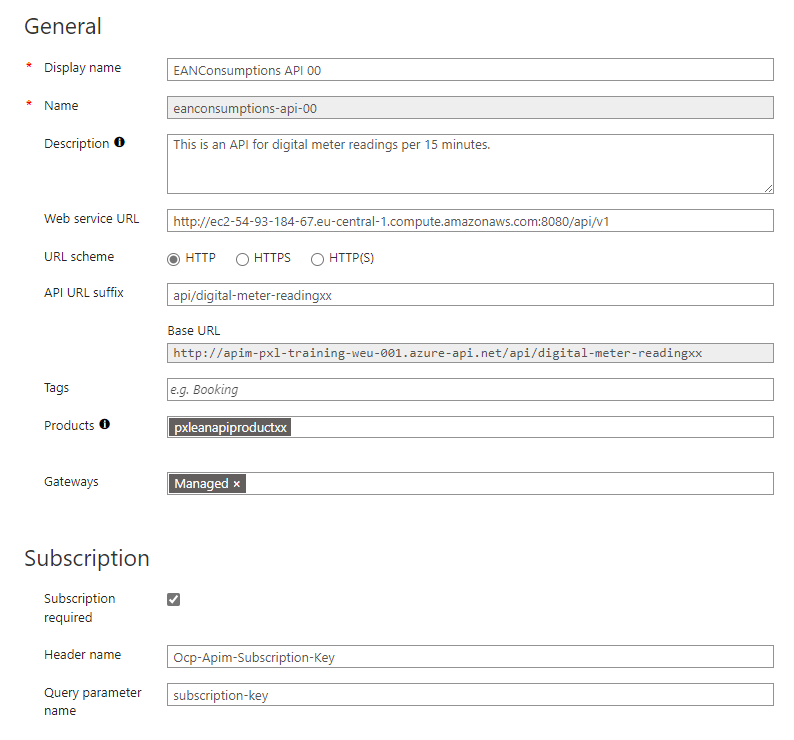 General
* Display name
EANConsumptions API 00
* Name
eanconsumptions-api-00
Description
This is an API for digital meter readings per 15 minutes.
Web service URL
http://ec2-54-93-184-67.eu-central-1.compute.amazonaws.com:8080/api/v1
URL scheme
HTTP HTTPS HTTP(S)
API URL suffix
api/digital-meter-readingxx
Base URL
http://apim-pxl-training-weu-001.azure-api.net/api/digital-meter-readingxx
Tags
e.g. Booking
Products
pxleanapiproductxx
Gateways
Managed ×
Subscription
Subscription
required
Header name
Ocp-Apim-Subscription-Key
Query parameter
name
subscription-key